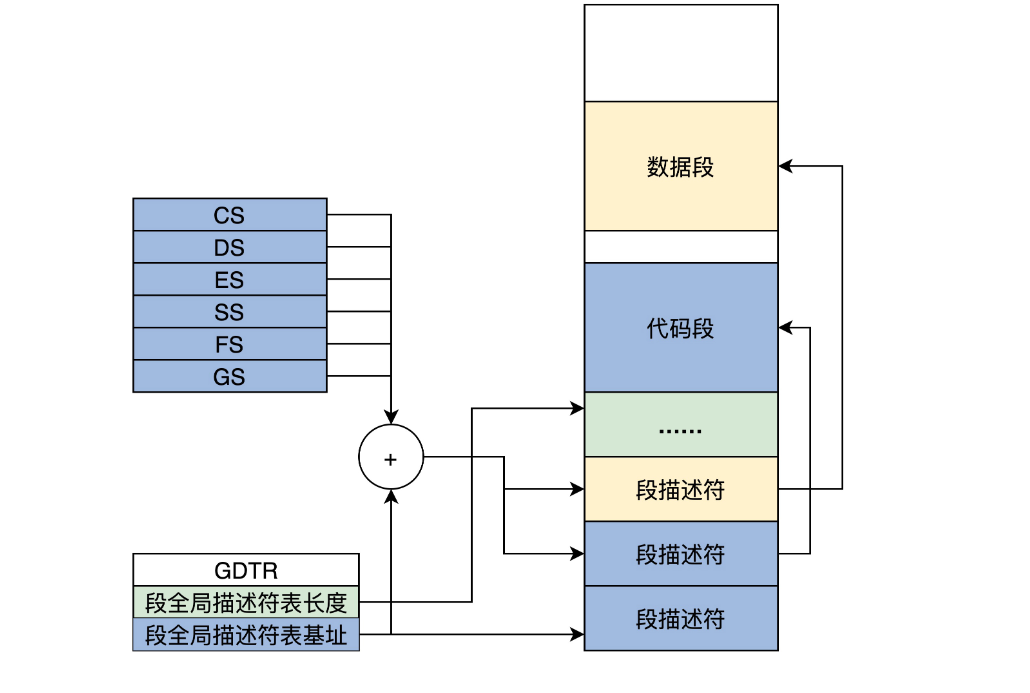 CS
DS
ES
SS
FS
GS
+
GDTR
段全局描述符表长度
段全局描述符表基址
数据段
代码段
......
段描述符
段描述符
段描述符